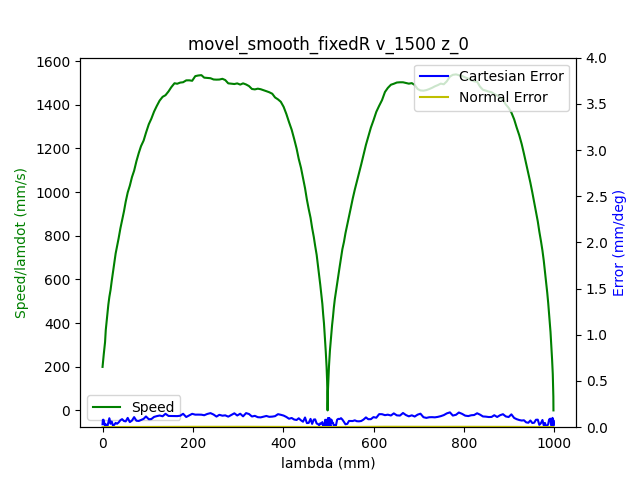 movel_smooth_fixedR v_1500 z_0
Speed/lamdot (mm/s)
1600
1400
1200
1000
800
600
400
200
0
Cartesian Error
Normal Error
Speed
4.0
3.5
3.0
2.5
2.0
1.5
1.0
0.5
0.0
Error (mm/deg)
0 200 400 600 800 1000
lambda (mm)